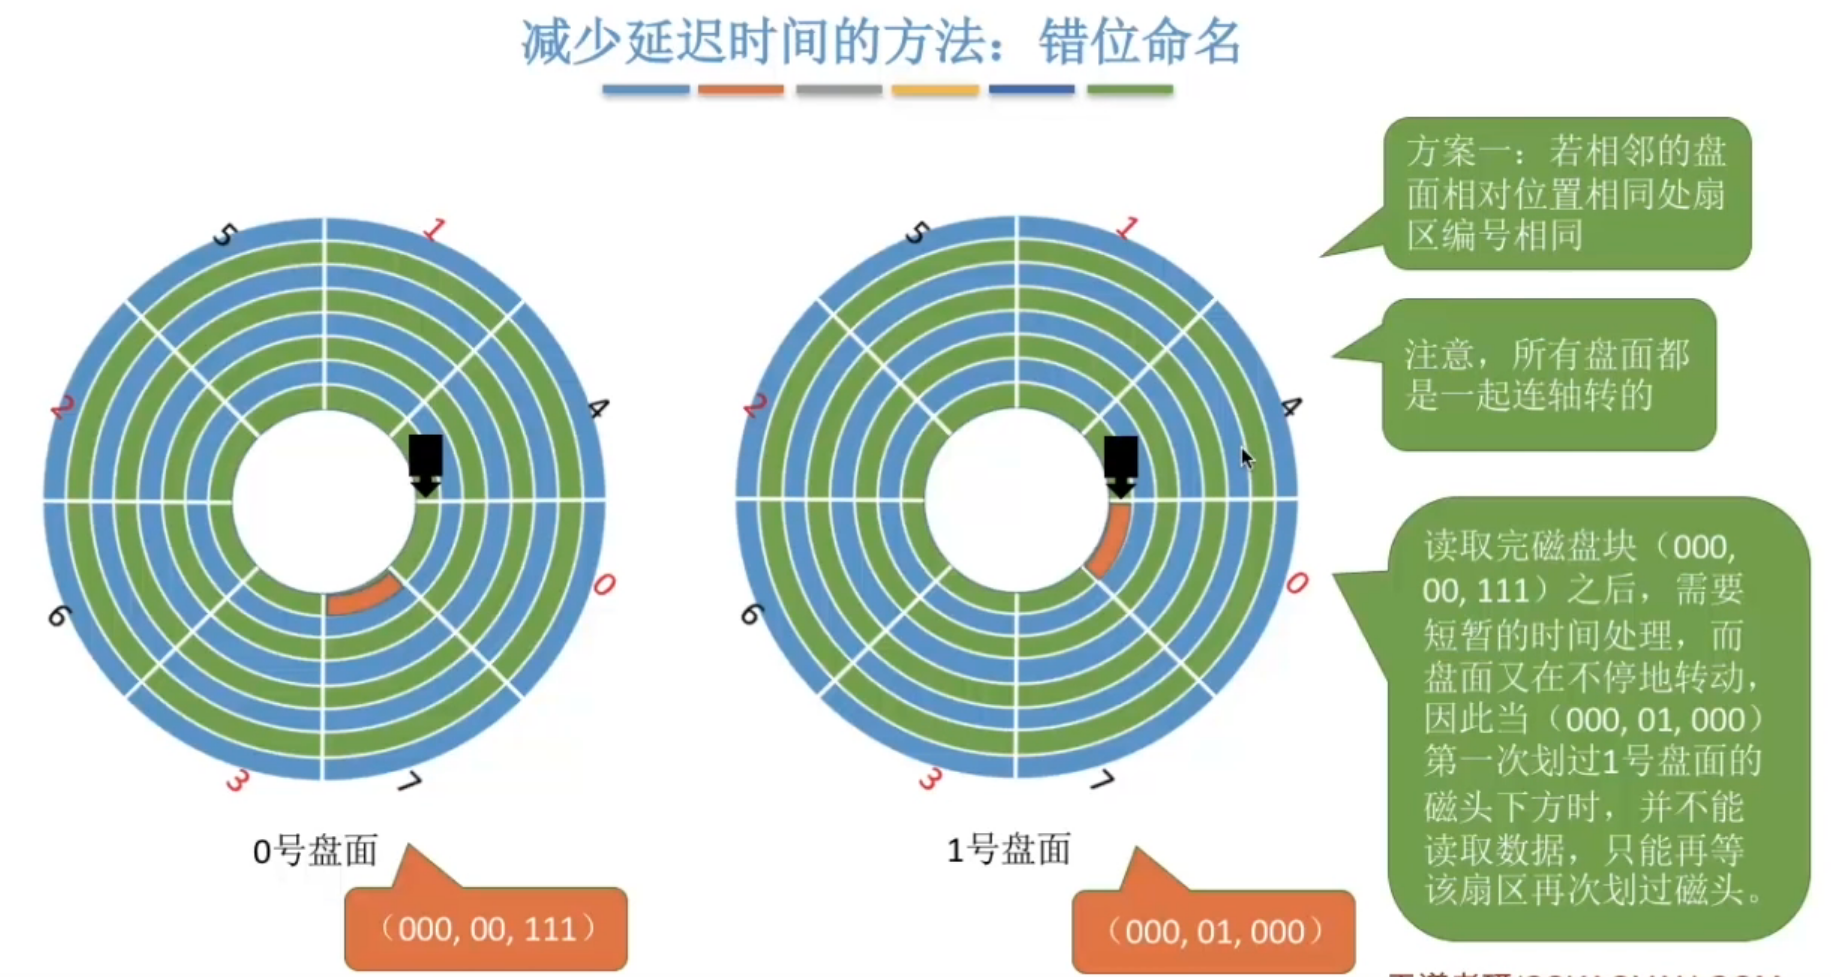 减少延迟时间的方法：错位命名
方案一：若相邻的盘
面相对位置相同处扇
区编号相同
注意，所有盘面都
是一起连轴转的
读取完磁盘块（000,
00, 111）之后，需要
短暂的时间处理，而
盘面又在不停地转动，
因此当（000, 01, 000）
第一次划过1号盘面的
磁头下方时，并不能
读取数据，只能再等
该扇区再次划过磁头。
5
1
2
4
6
0
3
7
0号盘面
（000, 00, 111）
5
1
2
4
6
0
3
7
1号盘面
（000, 01, 000）